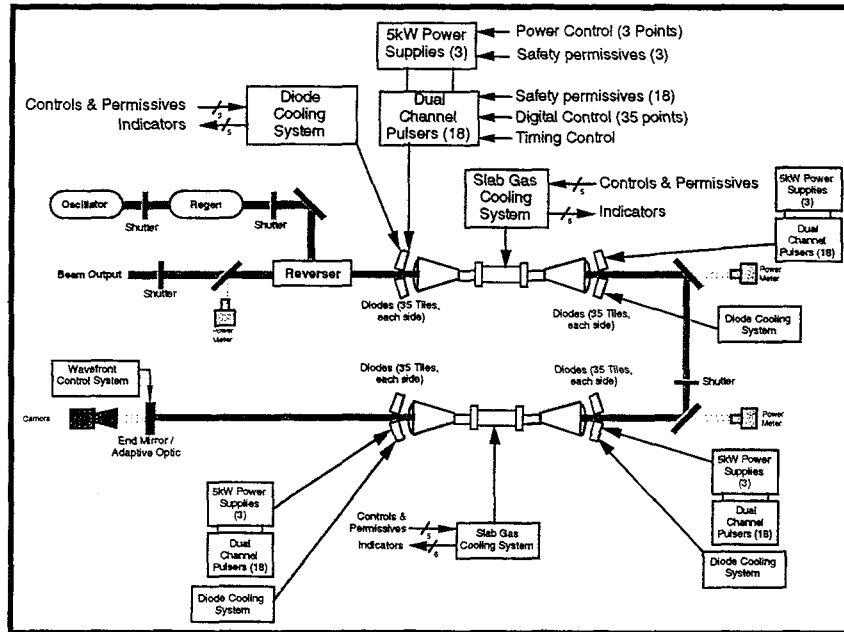 5kW Power
Supplies (3)
Power Control (3 Points)
Safety permissives (3)
Controls & Permissives
Indicators
Diode
Cooling
System
Dual
Channel
Pulsers (18)
Safety permissives (18)
Digital Control (35 points)
Timing Control
Slab Gas
Cooling
System
Controls & Permissives
5
Indicators
5kW Power
Supplies
(3)
Dual
Channel
Pulsers (18)
Oscillator
Shutter
Regen
Shutter
Beam Output
Shutter
Reverser
Power
Meter
Diodes (35 Tiles,
each side)
Diodes (35 Tiles,
each side)
Power
Meter
Diode Cooling
System
Shutter
Wavefront
Control System
Diodes (35 Tiles,
each side)
Diodes (35 Tiles,
each side)
Camera
End Mirror /
Adaptive Optic
Power
Meter
5kW Power
Supplies
(3)
Dual
Channel
Pulsers (18)
Diode Cooling
System
Controls &
Permissives
5
Indicators
6
Slab Gas
Cooling System
5kW Power
Supplies
(3)
Dual
Channel
Pulsers (18)
Diode Cooling
System